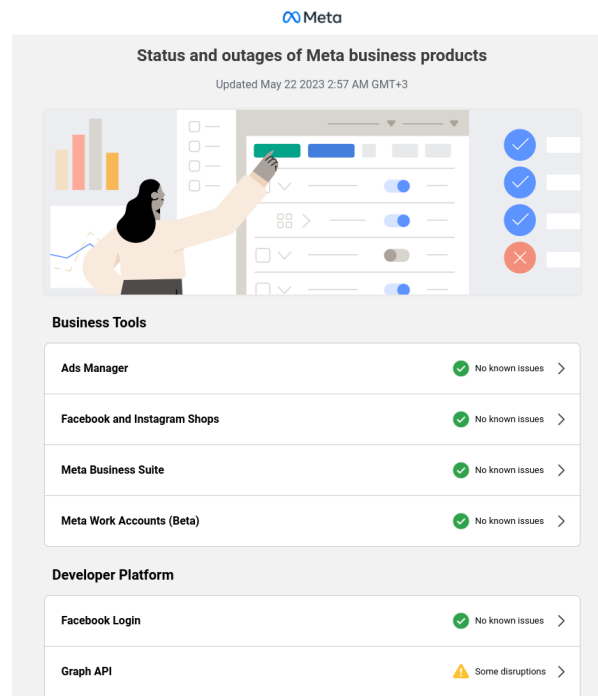 Meta
Status and outages of Meta business products
Updated May 22 2023 2:57 AM GMT+3
Business Tools
Ads Manager
No known issues
Facebook and Instagram Shops
No known issues
Meta Business Suite
No known issues
Meta Work Accounts (Beta)
No known issues
Developer Platform
Facebook Login
No known issues
Graph API
Some disruptions